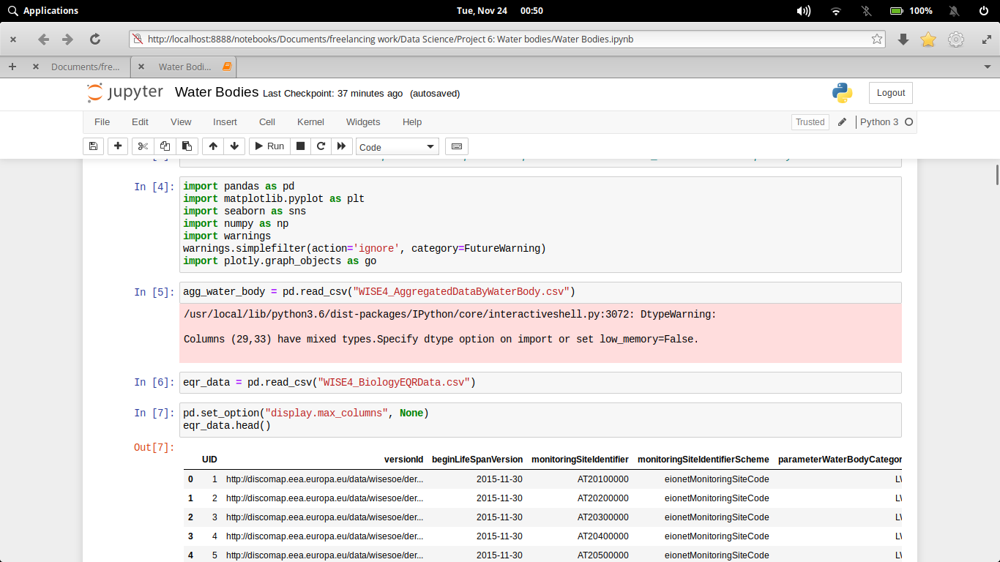 Applications
Tue, Nov 24 00:50
100%
http://localhost:8888/notebooks/Documents/freelancing work/Data Science/Project 6: Water bodies/Water Bodies.ipynb
Documents/fre...
Water Bodi...
jupyter Water Bodies Last Checkpoint: 37 minutes ago (autosaved)
Logout
File Edit View Insert Cell Kernel Widgets Help
Trusted Python 3
Run Code
In [4]:
import pandas as pd
import matplotlib.pyplot as plt
import seaborn as sns
import numpy as np
import warnings
warnings.simplefilter(action='ignore', category=FutureWarning)
import plotly.graph_objects as go
In [5]:
agg_water_body = pd.read_csv("WISE4_AggregatedDataByWaterBody.csv")
/usr/local/lib/python3.6/dist-packages/IPython/core/interactiveshell.py:3072: DtypeWarning:
Columns (29,33) have mixed types.Specify dtype option on import or set low_memory=False.
In [6]:
eqr_data = pd.read_csv("WISE4_BiologyEQRData.csv")
In [7]:
pd.set_option("display.max_columns", None)
eqr_data.head()
Out[7]:
UID versionId beginLifeSpanVersion monitoringSiteIdentifier monitoringSiteIdentifierScheme parameterWaterBodyCategor
0 1 http://discomap.eea.europa.eu/data/wisesoe/der... 2015-11-30 AT20100000 eionetMonitoringSiteCode
1 2 http://discomap.eea.europa.eu/data/wisesoe/der... 2015-11-30 AT20200000 eionetMonitoringSiteCode
2 3 http://discomap.eea.europa.eu/data/wisesoe/der... 2015-11-30 AT20300000 eionetMonitoringSiteCode
3 4 http://discomap.eea.europa.eu/data/wisesoe/der... 2015-11-30 AT20400000 eionetMonitoringSiteCode
4 5 http://discomap.eea.europa.eu/data/wisesoe/der... 2015-11-30 AT20500000 eionetMonitoringSiteCode